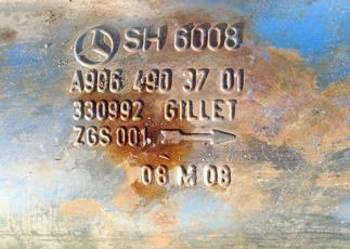 SH 6008
A906 490 37 01
330992 GILLET
ZGS 001.
08 M 08